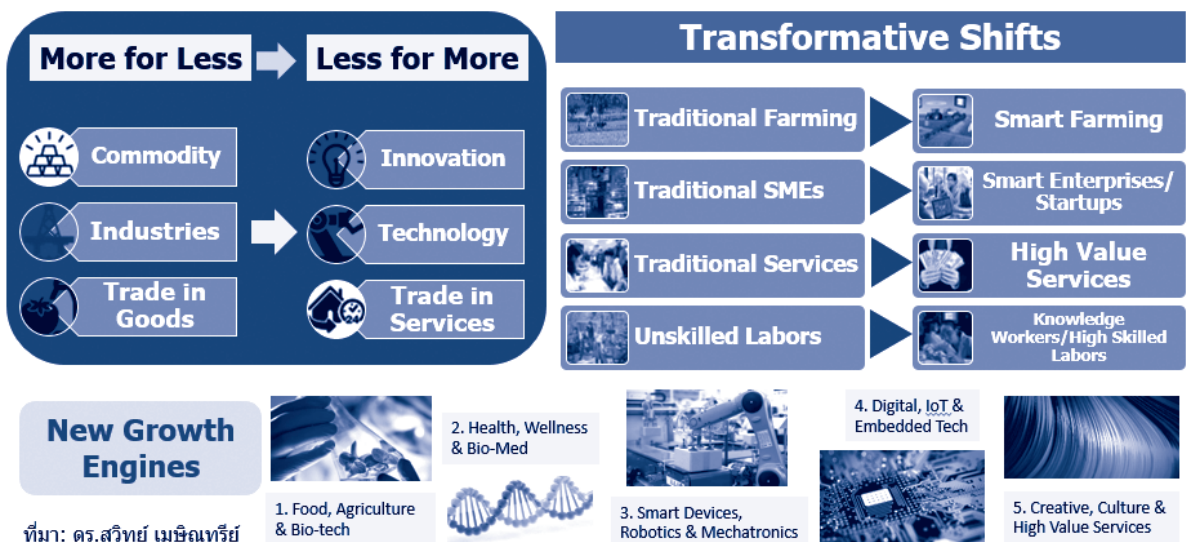 More for Less
Less for More
Commodity
Innovation
Industries
Technology
Trade in
Goods
Trade in
Services
24
Transformative Shifts
Traditional Farming
Smart Farming
Traditional SMEs
Smart Enterprises/
Startups
Traditional Services
High Value
Services
Unskilled Labors
Knowledge
Workers/High Skilled
Labors
New Growth
Engines
1. Food, Agriculture
& Bio-tech
2. Health, Wellness
& Bio-Med
3. Smart Devices,
Robotics & Mechatronics
4. Digital, IoT &
Embedded Tech
5. Creative, Culture &
High Value Services
ที่มา: ดร.สุวิทย์ เมษิณทรีย์